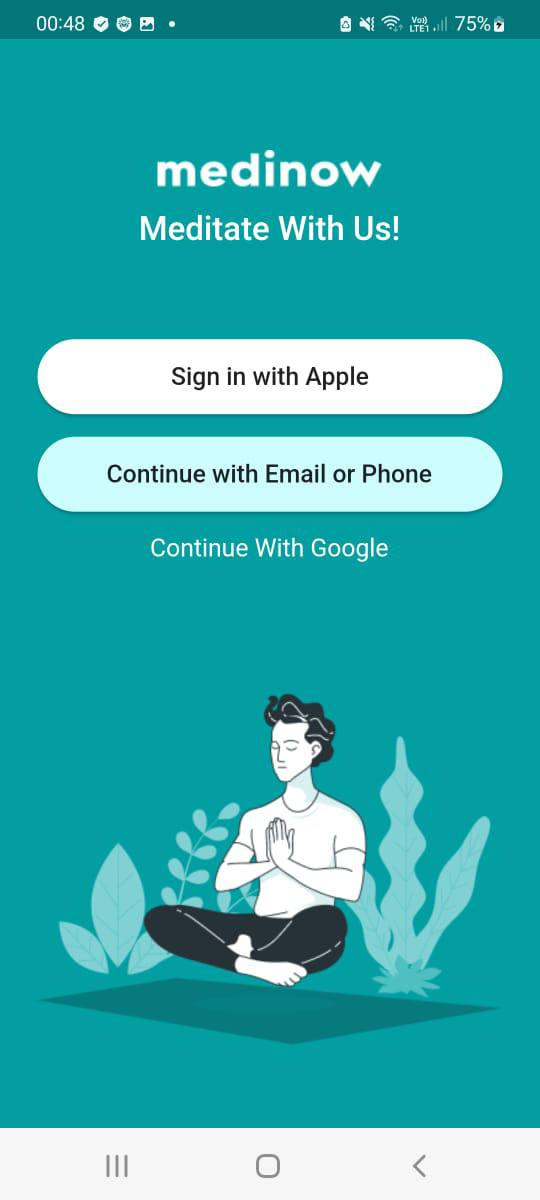 00:48
Vo))
LTE1
75%
medinow
Meditate With Us!
Sign in with Apple
Continue with Email or Phone
Continue With Google